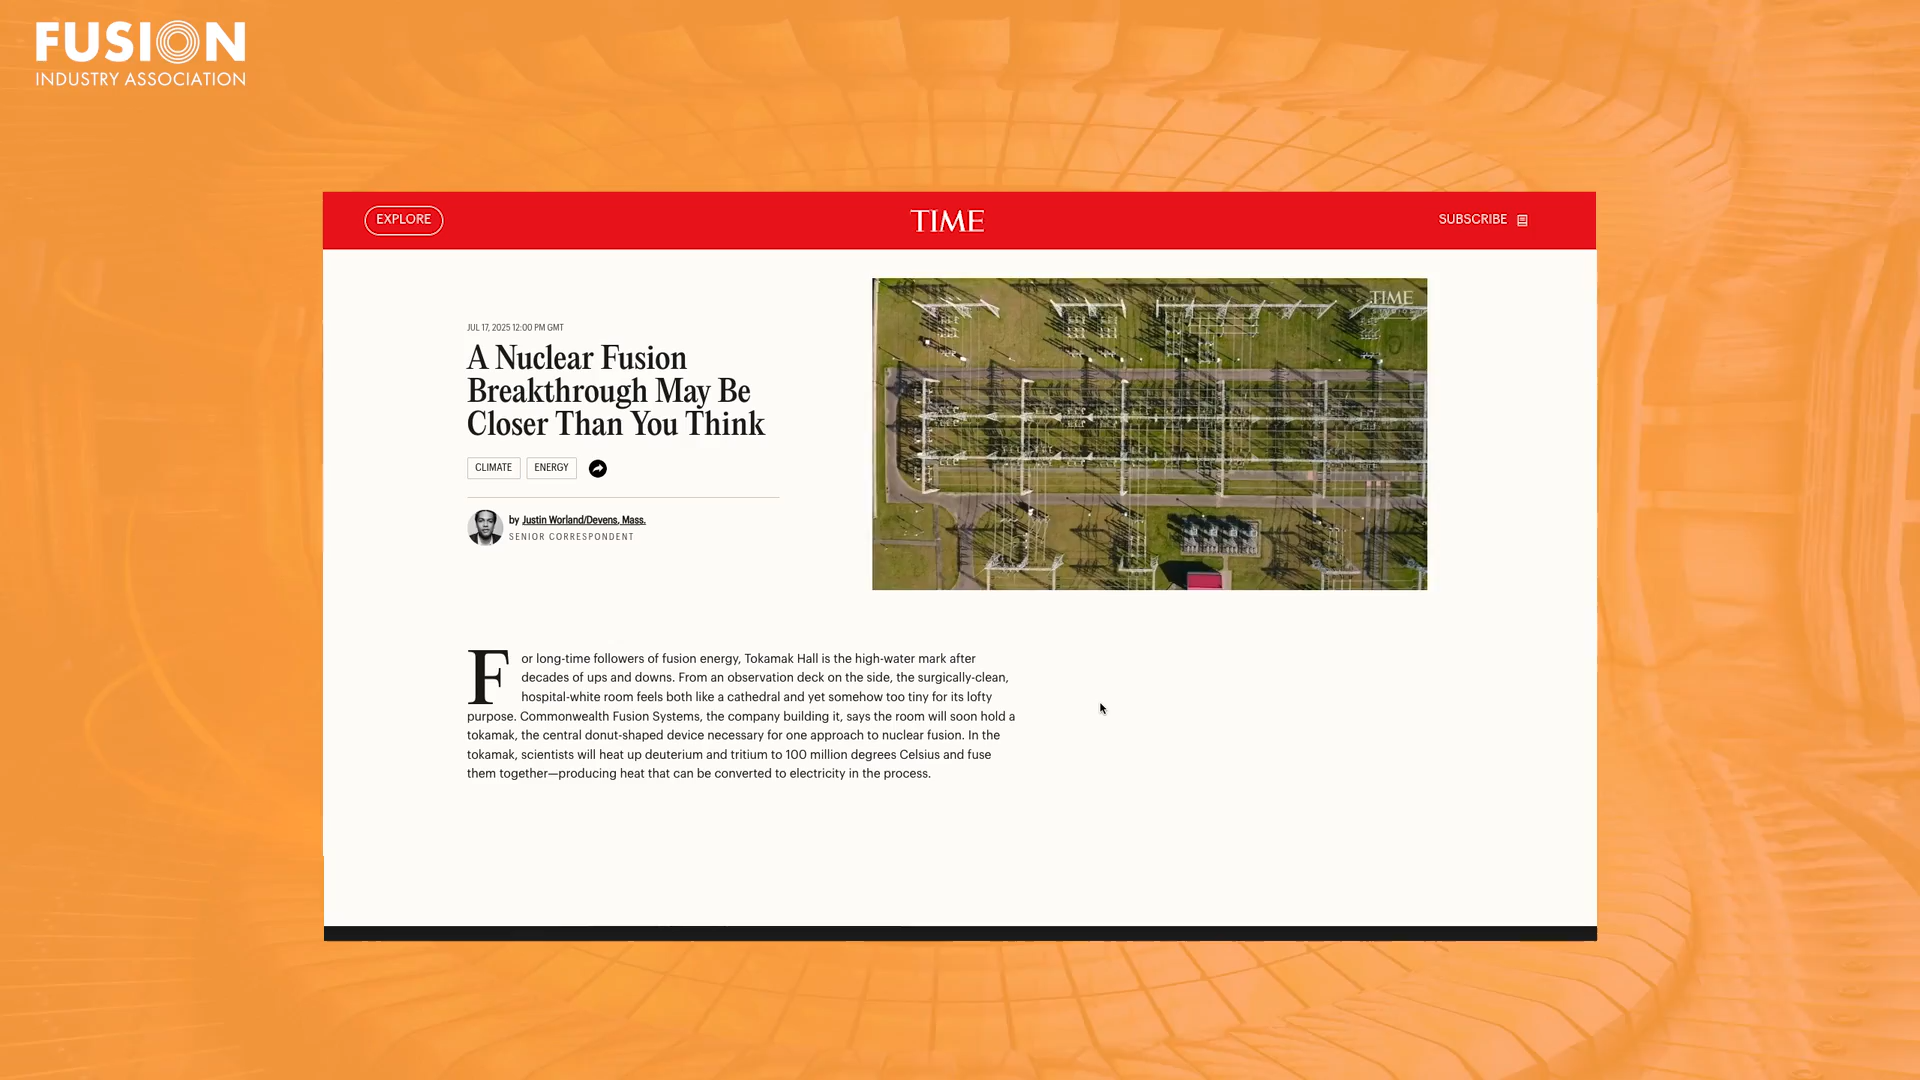 FUSION
INDUSTRY ASSOCIATION
EXPLORE
TIME
SUBSCRIBE
TIME
STUDIOS
JUL 17, 2025 12:00 PM GMT
A Nuclear Fusion
Breakthrough May Be
Closer Than You Think
CLIMATE
ENERGY
by Justin Worland/Devens, Mass.
SENIOR CORRESPONDENT
For long-time followers of fusion energy, Tokamak Hall is the high-water mark after
decades of ups and downs. From an observation deck on the side, the surgically-clean,
hospital-white room feels both like a cathedral and yet somehow too tiny for its lofty
purpose. Commonwealth Fusion Systems, the company building it, says the room will soon hold a
tokamak, the central donut-shaped device necessary for one approach to nuclear fusion. In the
tokamak, scientists will heat up deuterium and tritium to 100 million degrees Celsius and fuse
them together—producing heat that can be converted to electricity in the process.